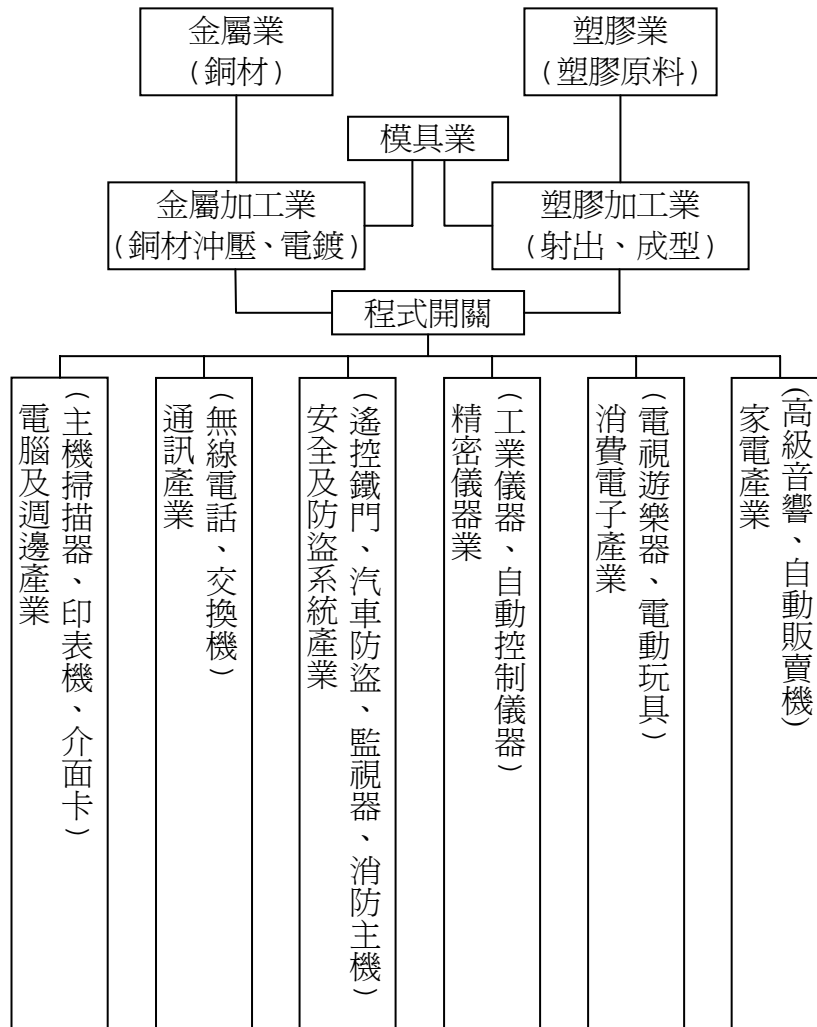 金屬業
(銅材)
塑膠業
(塑膠原料)
模具業
金屬加工業
(銅材沖壓、電鍍)
塑膠加工業
(射出、成型)
程式開關
電腦及週邊產業
(主機掃描器、印表機、介面卡)
通訊產業
(無線電話、交換機)
安全及防盜系統產業
(遙控鐵門、汽車防盜、監視器、消防主機)
精密儀器業
(工業儀器、自動控制儀器)
消費電子產業
(電視遊樂器、電動玩具)
家電產業
(高級音響、自動販賣機)